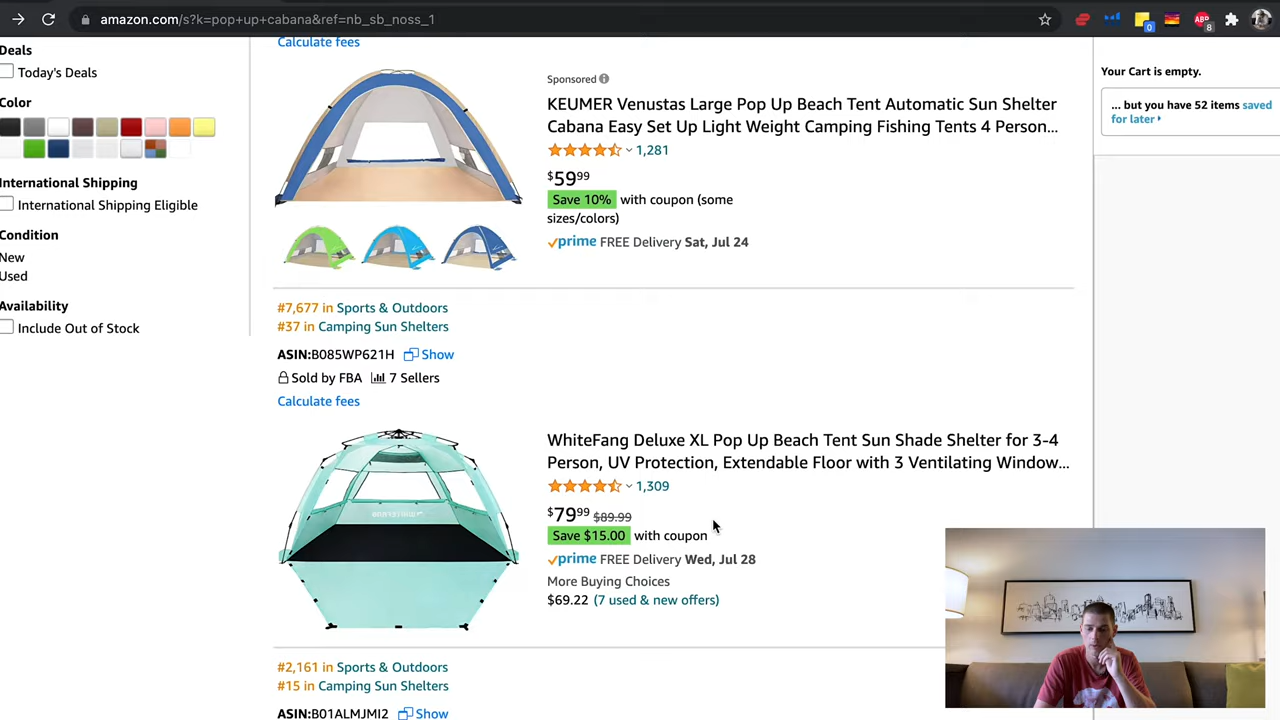 amazon.com/s?k=pop+up+cabana&ref=nb_sb_noss_1
0
ABP
8
Deals
Today's Deals
Color
International Shipping
International Shipping Eligible
Condition
New
Used
Availability
Include Out of Stock
Calculate fees
Sponsored
KEUMER Venustas Large Pop Up Beach Tent Automatic Sun Shelter
Cabana Easy Set Up Light Weight Camping Fishing Tents 4 Person...
1,281
$59 99
Save 10% with coupon (some
sizes/colors)
prime FREE Delivery Sat, Jul 24
#7,677 in Sports & Outdoors
#37 in Camping Sun Shelters
ASIN:B085WP621H Show
Sold by FBA 7 Sellers
Calculate fees
WhiteFang Deluxe XL Pop Up Beach Tent Sun Shade Shelter for 3-4
Person, UV Protection, Extendable Floor with 3 Ventilating Window...
1,309
$79 99 $89.99
Save $15.00 with coupon
prime FREE Delivery Wed, Jul 28
More Buying Choices
$69.22 (7 used & new offers)
#2,161 in Sports & Outdoors
#15 in Camping Sun Shelters
ASIN:B01ALMJMI2 Show
Your Cart is empty.
... but you have 52 items saved
for later